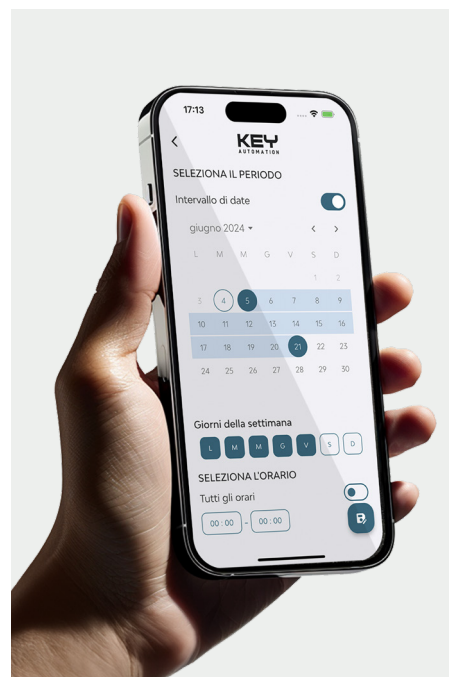 17:13
KEY
AUTOMATION
SELEZIONA IL PERIODO
Intervallo di date
giugno 2024
L M M G V S D
1 2
3 4 5 6 7 8 9
10 11 12 13 14 15 16
17 18 19 20 21 22 23
24 25 26 27 28 29 30
Giorni della settimana
L M M G V S D
SELEZIONA L'ORARIO
Tutti gli orari
00:00 - 00:00